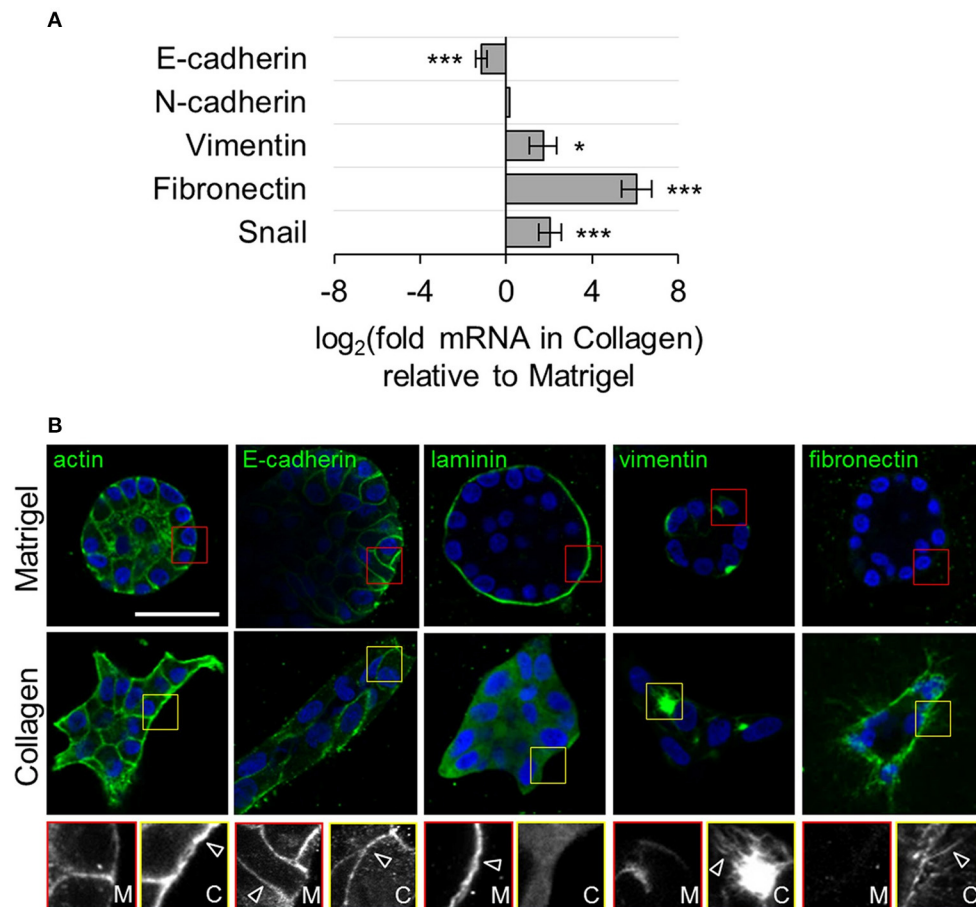 A
E-cadherin
***
N-cadherin
Vimentin
*
Fibronectin
***
Snail
***
-8 -4 0 4 8
log₂(fold mRNA in Collagen)
relative to Matrigel
B
Matrigel
actin E-cadherin laminin vimentin fibronectin
Collagen
M C M C M C M C M C